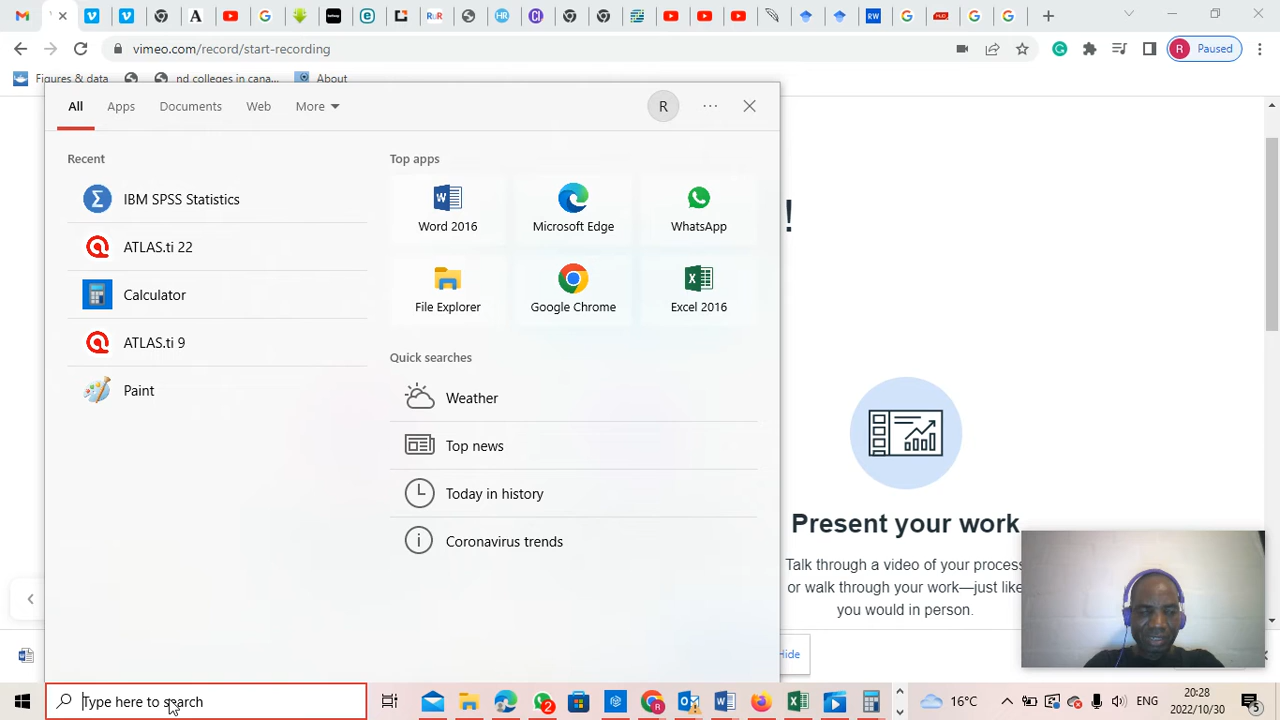 vimeo.com/record/start-recording
Paused
Figures & data
nd colleges in cana...
About
All
Apps
Documents
Web
More
R
Recent
Top apps
IBM SPSS Statistics
ATLAS.ti 22
Calculator
ATLAS.ti 9
Paint
Word 2016
Microsoft Edge
WhatsApp
File Explorer
Google Chrome
Excel 2016
Quick searches
Weather
Top news
Today in history
Coronavirus trends
!
Present your work
Talk through a video of your process
or walk through your work—just like
you would in person.
Hide
Type here to search
2
16°C
ENG
20:28
2022/10/30
5